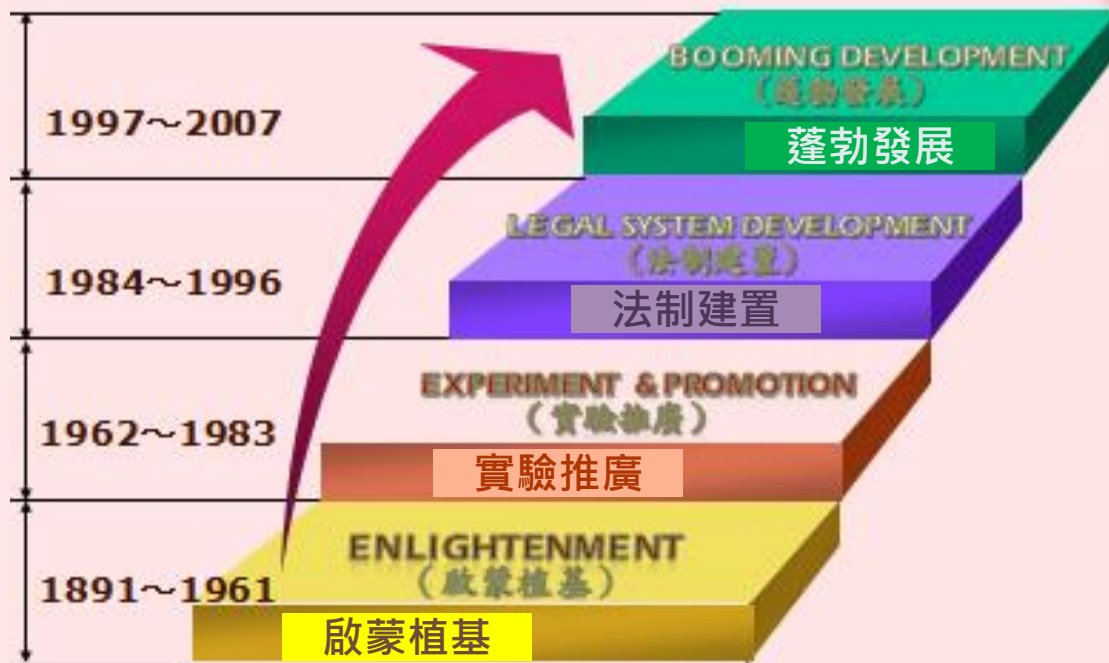 1997～2007
BOOMING DEVELOPMENT
(蓬勃發展)
蓬勃發展
1984～1996
LEGAL SYSTEM DEVELOPMENT
(法制建置)
法制建置
1962～1983
EXPERIMENT & PROMOTION
(實驗推廣)
實驗推廣
1891～1961
ENLIGHTENMENT
(啟蒙植基)
啟蒙植基